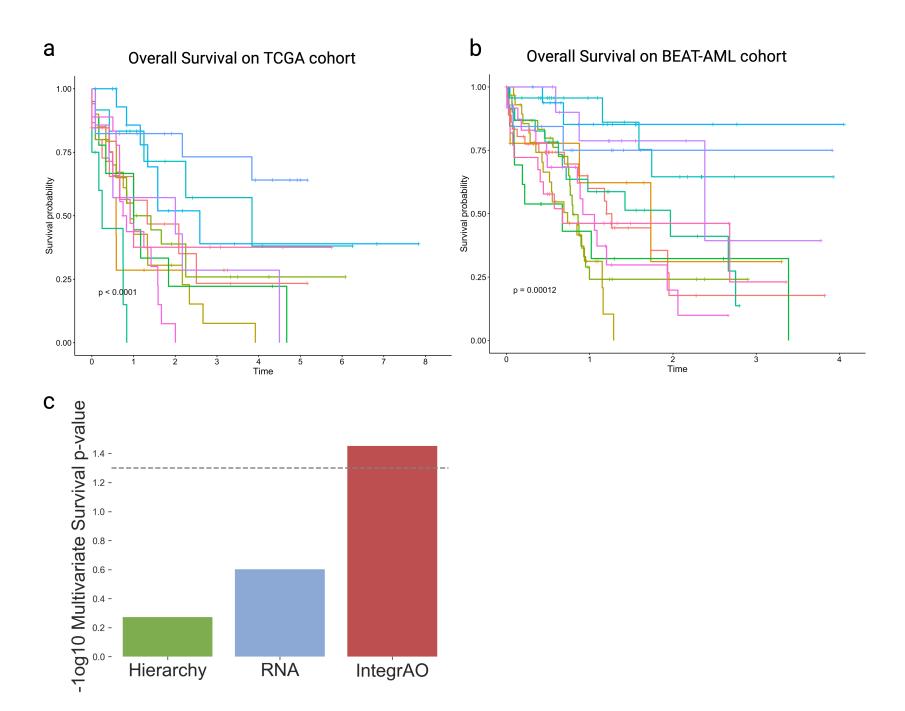 a
Overall Survival on TCGA cohort
1.00
0.75
0.50
0.25
0.00
Survival probability
p < 0.0001
0 1 2 3 4 5 6 7 8
Time
b
Overall Survival on BEAT-AML cohort
1.00
0.75
0.50
0.25
0.00
Survival probability
p = 0.00012
0 1 2 3 4
Time
c
-1og10 Multivariate Survival p-value
1.4
1.2
1.0
0.8
0.6
0.4
0.2
0.0
Hierarchy RNA IntegrAO